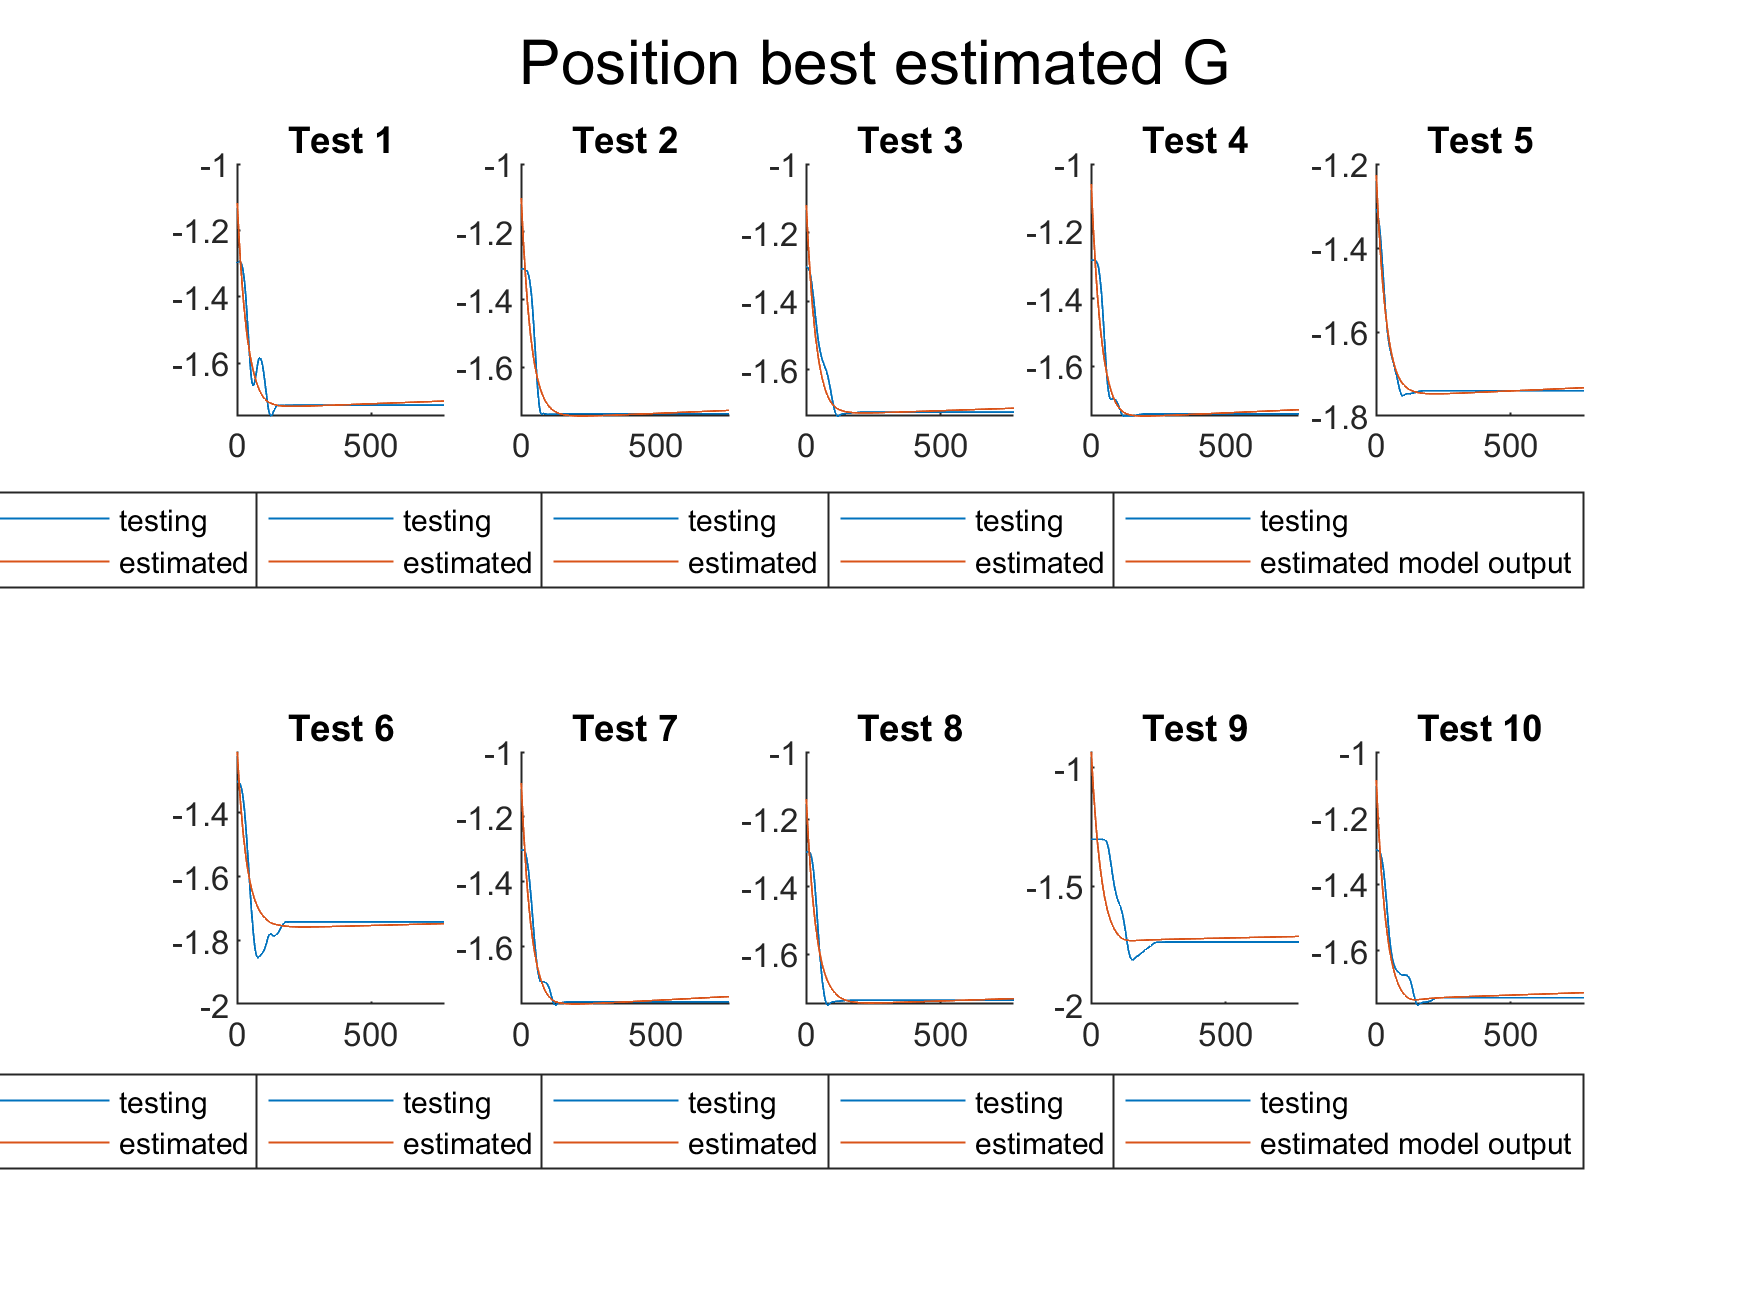 Position best estimated G
Test 1 Test 2 Test 3 Test 4 Test 5
-1 -1 -1 -1 -1.2
-1.2 -1.2 -1.2 -1.2 -1.4
-1.4 -1.4 -1.4 -1.4 -1.6
-1.6 -1.6 -1.6 -1.6 -1.8
0 500 0 500 0 500 0 500 0 500
testing testing testing testing testing
estimated estimated estimated estimated estimated model output
Test 6 Test 7 Test 8 Test 9 Test 10
-1.4 -1 -1 -1 -1
-1.6 -1.2 -1.2 -1.5 -1.2
-1.8 -1.4 -1.4 -2 -1.4
-2 -1.6 -1.6 -1.6
0 500 0 500 0 500 0 500 0 500
testing testing testing testing testing
estimated estimated estimated estimated estimated model output